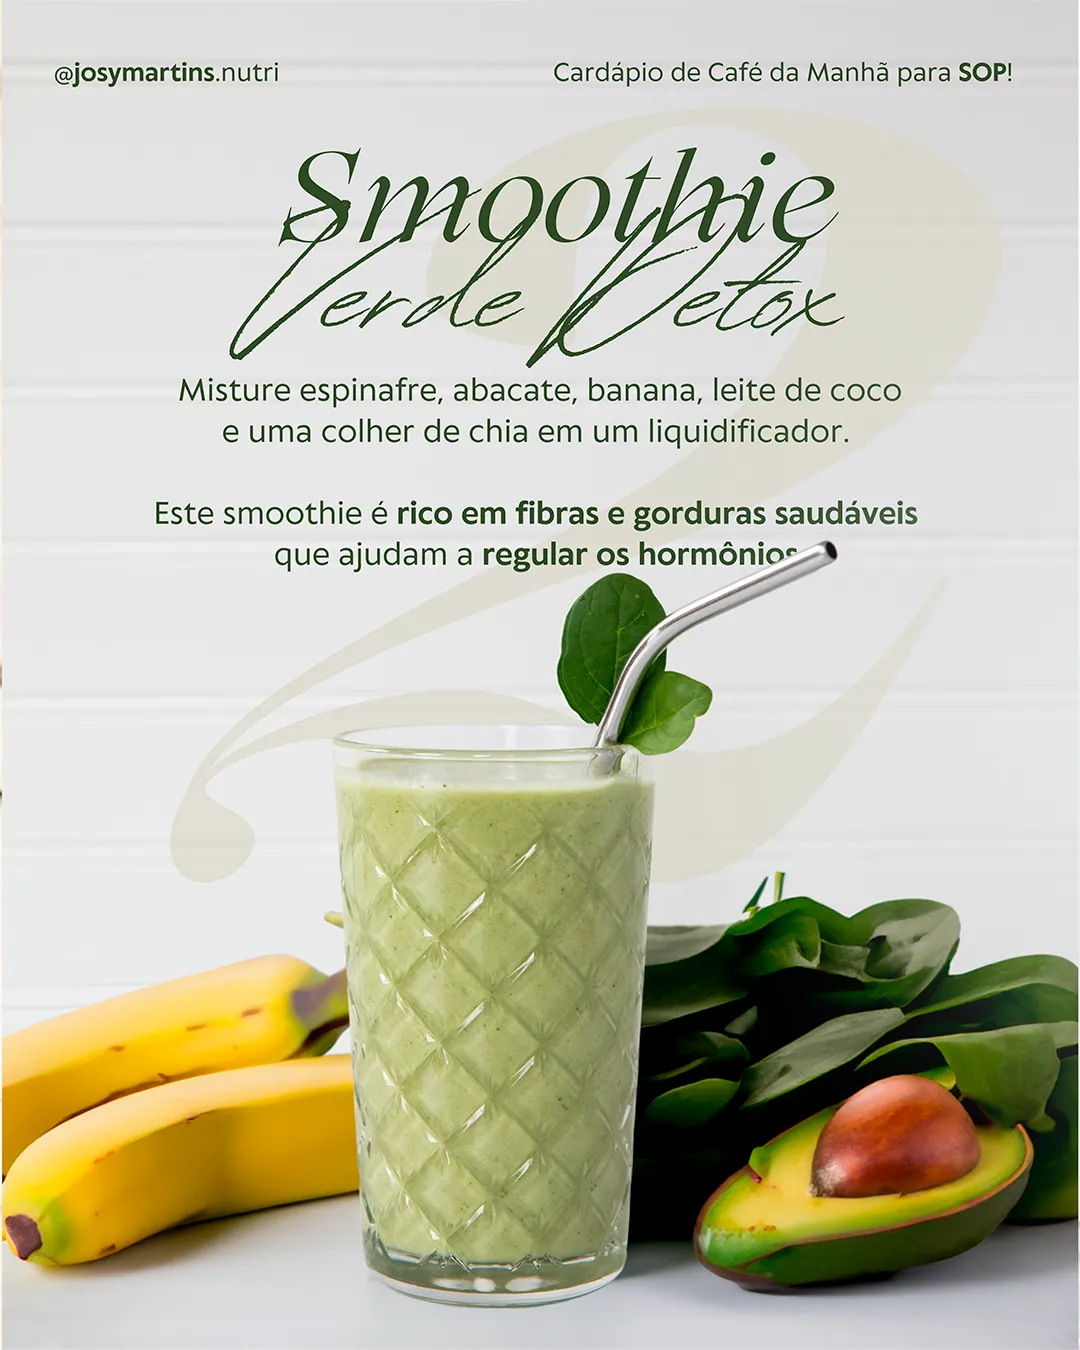 @josymartins.nutri
Cardápio de Café da Manhã para SOP!
2
Smoothie
Verde Detox
Misture espinafre, abacate, banana, leite de coco
e uma colher de chia em um liquidificador.
Este smoothie é rico em fibras e gorduras saudáveis
que ajudam a regular os hormônios